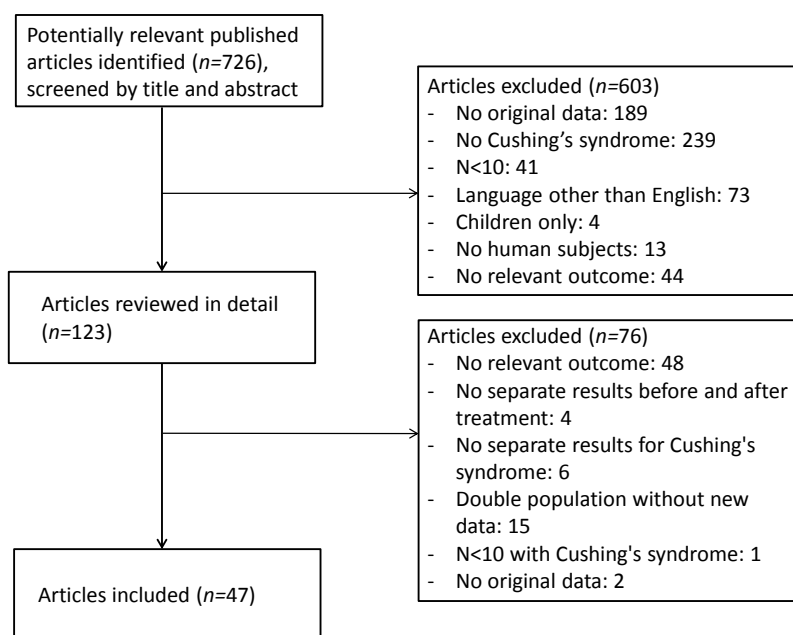 Potentially relevant published
articles identified (n=726),
screened by title and abstract
Articles excluded (n=603)
- No original data: 189
- No Cushing’s syndrome: 239
- N<10: 41
- Language other than English: 73
- Children only: 4
- No human subjects: 13
- No relevant outcome: 44
Articles reviewed in detail
(n=123)
Articles excluded (n=76)
- No relevant outcome: 48
- No separate results before and after
treatment: 4
- No separate results for Cushing's
syndrome: 6
- Double population without new
data: 15
- N<10 with Cushing's syndrome: 1
- No original data: 2
Articles included (n=47)